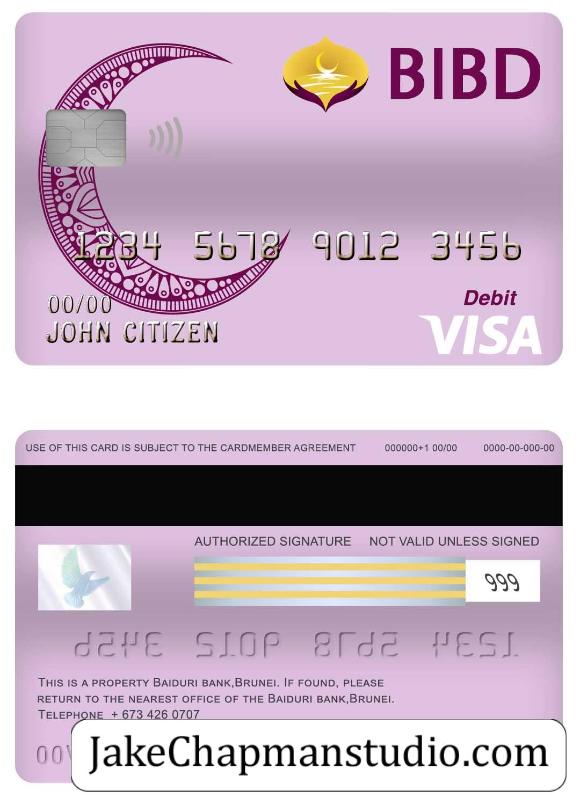 BIBD
1234 5678 9012 3456
00/00
JOHN CITIZEN
Debit
VISA
USE OF THIS CARD IS SUBJECT TO THE CARDMEMBER AGREEMENT 000000+1 00/00 0000-00-000-00
AUTHORIZED SIGNATURE NOT VALID UNLESS SIGNED
999
THIS IS A PROPERTY BAIDURI BANK,BRUNEI. IF FOUND, PLEASE
RETURN TO THE NEAREST OFFICE OF THE BAIDURI BANK,BRUNEI.
TELEPHONE + 673 426 0707
JakeChapmanstudio.com